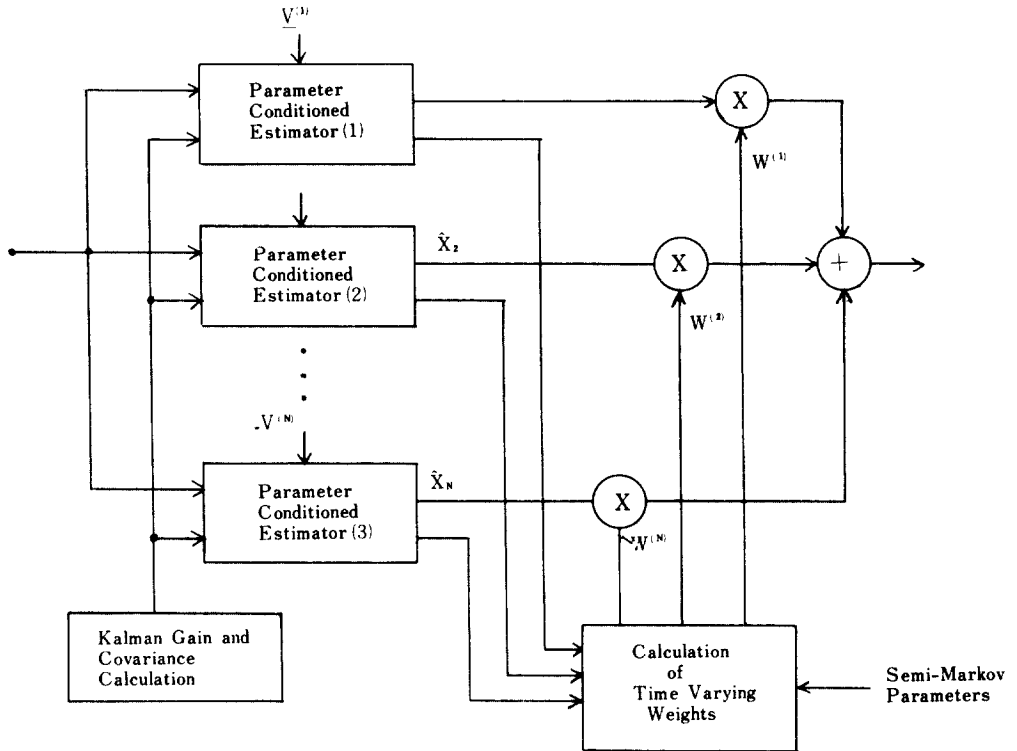 V⁽¹⁾
Parameter
Conditioned
Estimator (1)
X
W⁽¹⁾
Parameter
Conditioned
Estimator (2)
X̂₂
X
+
W⁽²⁾
V⁽ᴺ⁾
Parameter
Conditioned
Estimator (3)
X̂ɴ
X
W⁽ᴺ⁾
Kalman Gain and
Covariance
Calculation
Calculation
of
Time Varying
Weights
Semi-Markov
Parameters